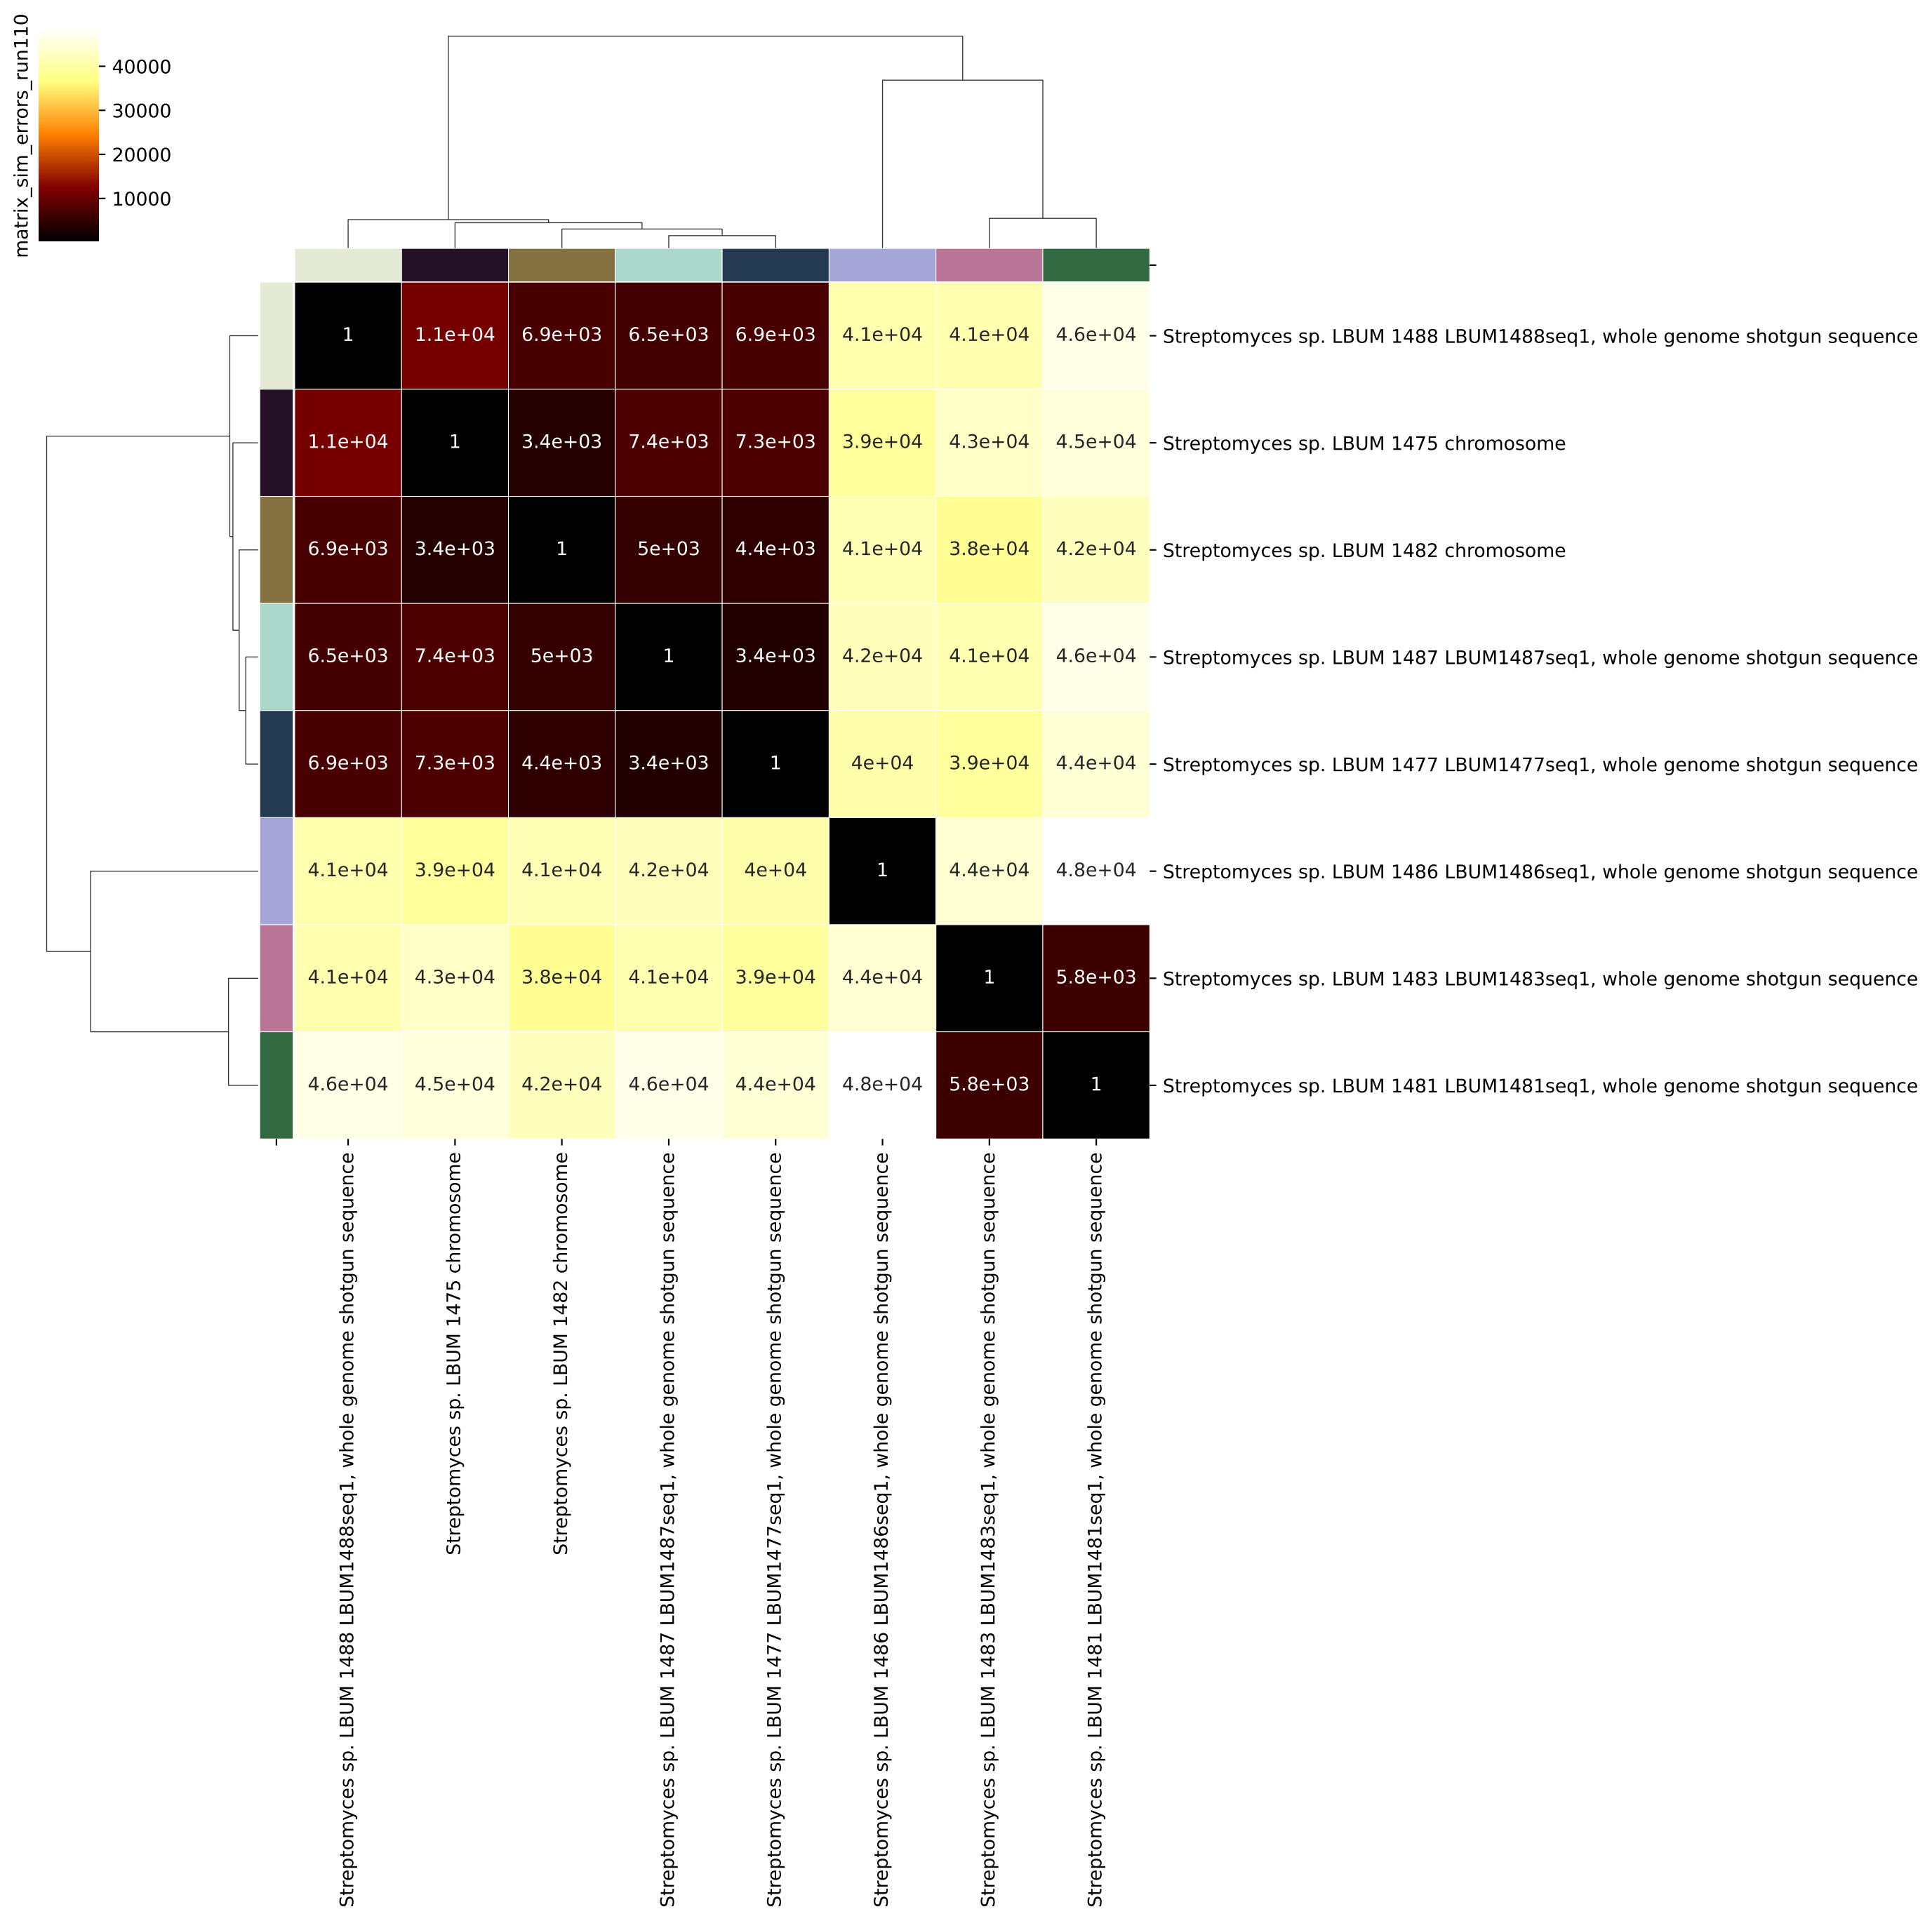 matrix_sim_errors_run110
40000
30000
20000
10000
1 1.1e+04 6.9e+03 6.5e+03 6.9e+03 4.1e+04 4.1e+04 4.6e+04 Streptomyces sp. LBUM 1488 LBUM1488seq1, whole genome shotgun sequence
1.1e+04 1 3.4e+03 7.4e+03 7.3e+03 3.9e+04 4.3e+04 4.5e+04 Streptomyces sp. LBUM 1475 chromosome
6.9e+03 3.4e+03 1 5e+03 4.4e+03 4.1e+04 3.8e+04 4.2e+04 Streptomyces sp. LBUM 1482 chromosome
6.5e+03 7.4e+03 5e+03 1 3.4e+03 4.2e+04 4.1e+04 4.6e+04 Streptomyces sp. LBUM 1487 LBUM1487seq1, whole genome shotgun sequence
6.9e+03 7.3e+03 4.4e+03 3.4e+03 1 4e+04 3.9e+04 4.4e+04 Streptomyces sp. LBUM 1477 LBUM1477seq1, whole genome shotgun sequence
4.1e+04 3.9e+04 4.1e+04 4.2e+04 4e+04 1 4.4e+04 4.8e+04 Streptomyces sp. LBUM 1486 LBUM1486seq1, whole genome shotgun sequence
4.1e+04 4.3e+04 3.8e+04 4.1e+04 3.9e+04 4.4e+04 1 5.8e+03 Streptomyces sp. LBUM 1483 LBUM1483seq1, whole genome shotgun sequence
4.6e+04 4.5e+04 4.2e+04 4.6e+04 4.4e+04 4.8e+04 5.8e+03 1 Streptomyces sp. LBUM 1481 LBUM1481seq1, whole genome shotgun sequence
Streptomyces sp. LBUM 1488 LBUM1488seq1, whole genome shotgun sequence
Streptomyces sp. LBUM 1475 chromosome
Streptomyces sp. LBUM 1482 chromosome
Streptomyces sp. LBUM 1487 LBUM1487seq1, whole genome shotgun sequence
Streptomyces sp. LBUM 1477 LBUM1477seq1, whole genome shotgun sequence
Streptomyces sp. LBUM 1486 LBUM1486seq1, whole genome shotgun sequence
Streptomyces sp. LBUM 1483 LBUM1483seq1, whole genome shotgun sequence
Streptomyces sp. LBUM 1481 LBUM1481seq1, whole genome shotgun sequence